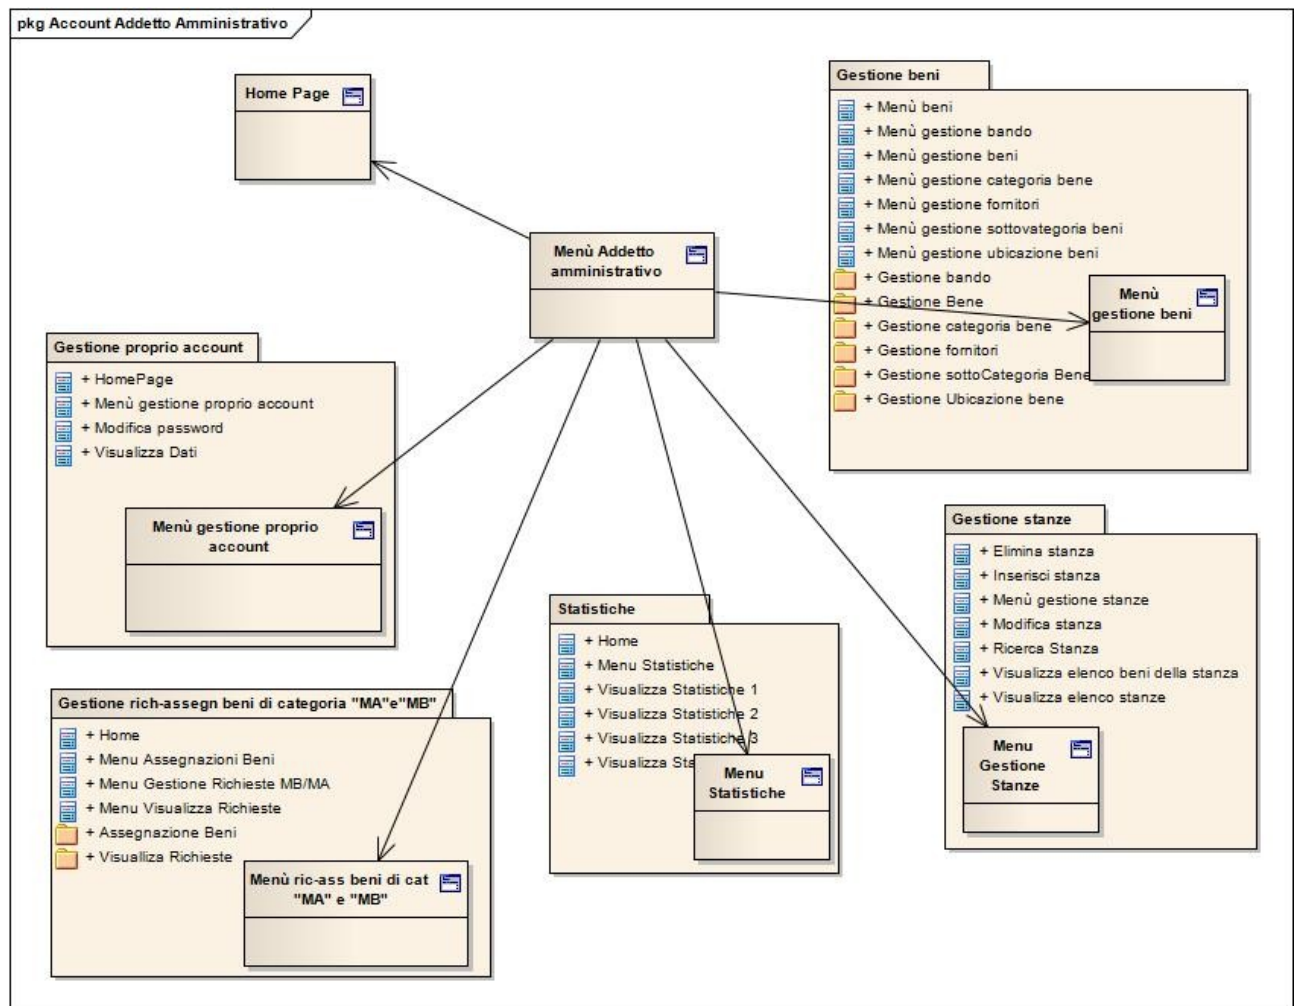 pkg Account Addetto Amministrativo
Home Page
Menù Addetto
amministrativo
Gestione beni
+ Menù beni
+ Menù gestione bando
+ Menù gestione beni
+ Menù gestione categoria bene
+ Menù gestione fornitori
+ Menù gestione sottovategoria beni
+ Menù gestione ubicazione beni
+ Gestione bando
+ Gestione Bene
+ Gestione categoria bene
+ Gestione fornitori
+ Gestione sottoCategoria Bene
+ Gestione Ubicazione bene
Menù
gestione beni
Gestione proprio account
+ HomePage
+ Menù gestione proprio account
+ Modifica password
+ Visualizza Dati
Menù gestione proprio
account
Gestione stanze
+ Elimina stanza
+ Inserisci stanza
+ Menù gestione stanze
+ Modifica stanza
+ Ricerca Stanza
+ Visualizza elenco beni della stanza
+ Visualizza elenco stanze
Menu
Gestione
Stanze
Statistiche
+ Home
+ Menu Statistiche
+ Visualizza Statistiche 1
+ Visualizza Statistiche 2
+ Visualizza Statistiche 3
+ Visualizza Sta
Menu
Statistiche
Gestione rich-assegn beni di categoria "MA"e"MB"
+ Home
+ Menu Assegnazioni Beni
+ Menu Gestione Richieste MB/MA
+ Menu Visualizza Richieste
+ Assegnazione Beni
+ Visualliza Richieste
Menù ric-ass beni di cat
"MA" e "MB"